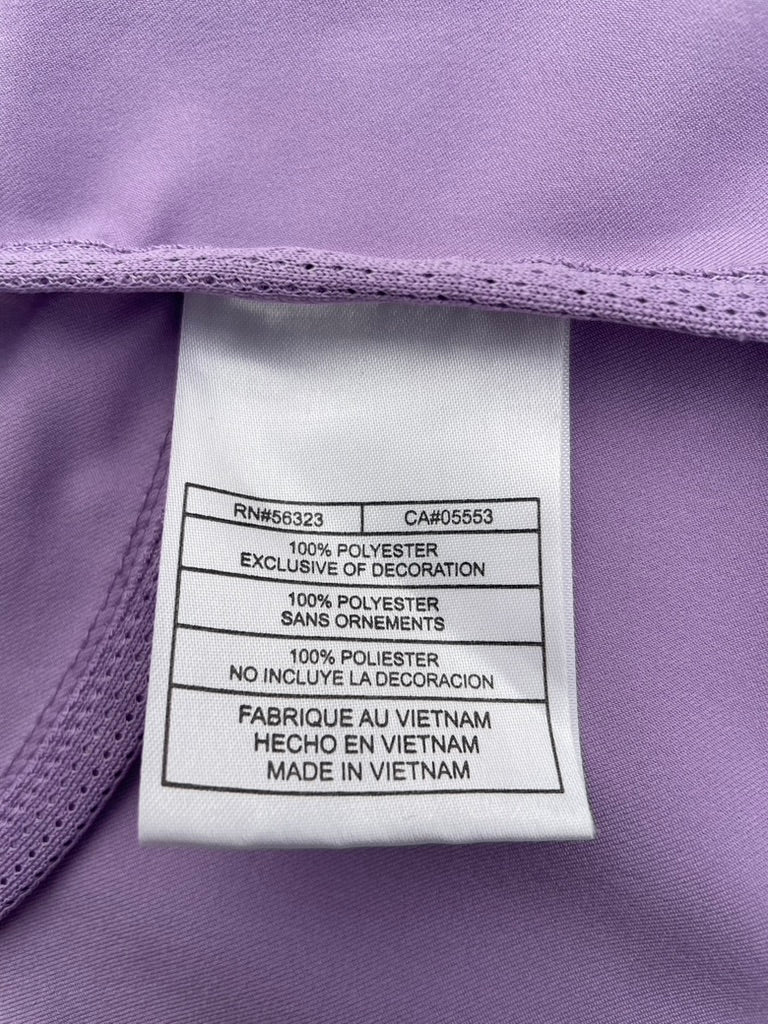 RN#56323 CA#05553
100% POLYESTER
EXCLUSIVE OF DECORATION
100% POLYESTER
SANS ORNEMENTS
100% POLIESTER
NO INCLUYE LA DECORACION
FABRIQUE AU VIETNAM
HECHO EN VIETNAM
MADE IN VIETNAM